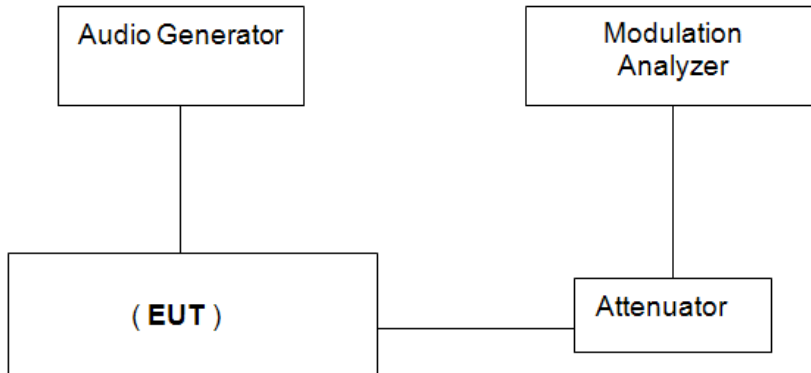 Audio Generator
Modulation
Analyzer
( EUT )
Attenuator